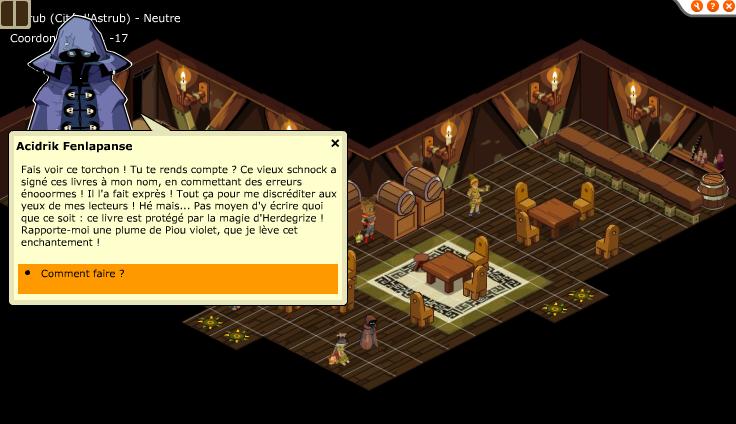 rub (Cité d'Astrub) - Neutre
Coordon -17
Acidrik Fenlapanse
Fais voir ce torchon ! Tu te rends compte ? Ce vieux schnock a
signé ces livres à mon nom, en commettant des erreurs
énooormes ! Il l'a fait exprès ! Tout ça pour me discréditer aux
yeux de mes lecteurs ! Hé mais... Pas moyen d'y écrire quoi
que ce soit : ce livre est protégé par la magie d'Herdegrize !
Rapporte-moi une plume de Piou violet, que je lève cet
enchantement !
Comment faire ?